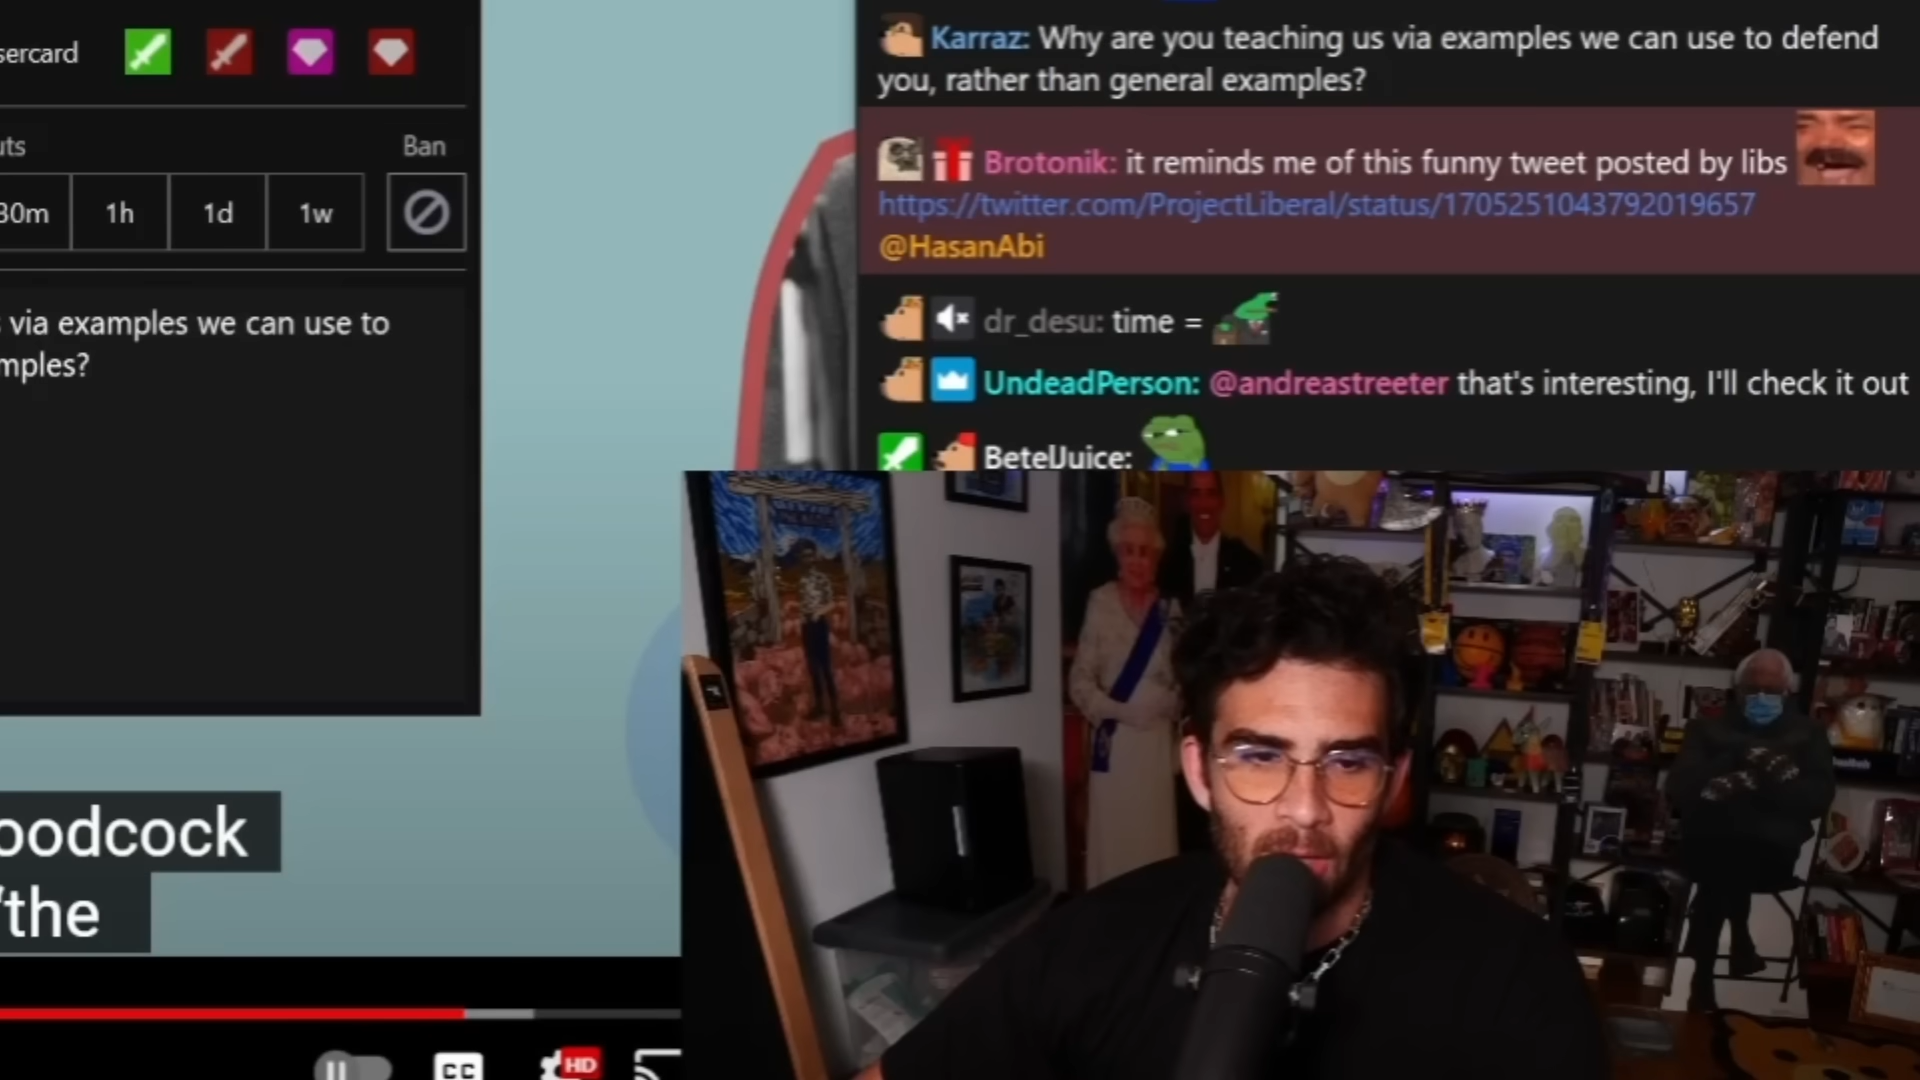 sercard
Karraz: Why are you teaching us via examples we can use to defend
you, rather than general examples?
uts
Ban
30m 1h 1d 1w
Brotonik: it reminds me of this funny tweet posted by libs
https://twitter.com/ProjectLiberal/status/1705251043792019657
@HasanAbi
via examples we can use to
mples?
dr_desu: time =
UndeadPerson: @andreastreeter that's interesting, I'll check it out
BetelJuice:
oodcock
"the
CC HD